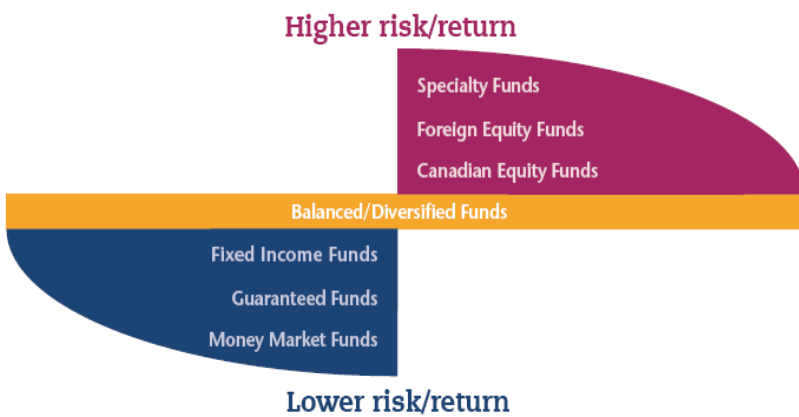 Higher risk/return
Specialty Funds
Foreign Equity Funds
Canadian Equity Funds
Balanced/Diversified Funds
Fixed Income Funds
Guaranteed Funds
Money Market Funds
Lower risk/return